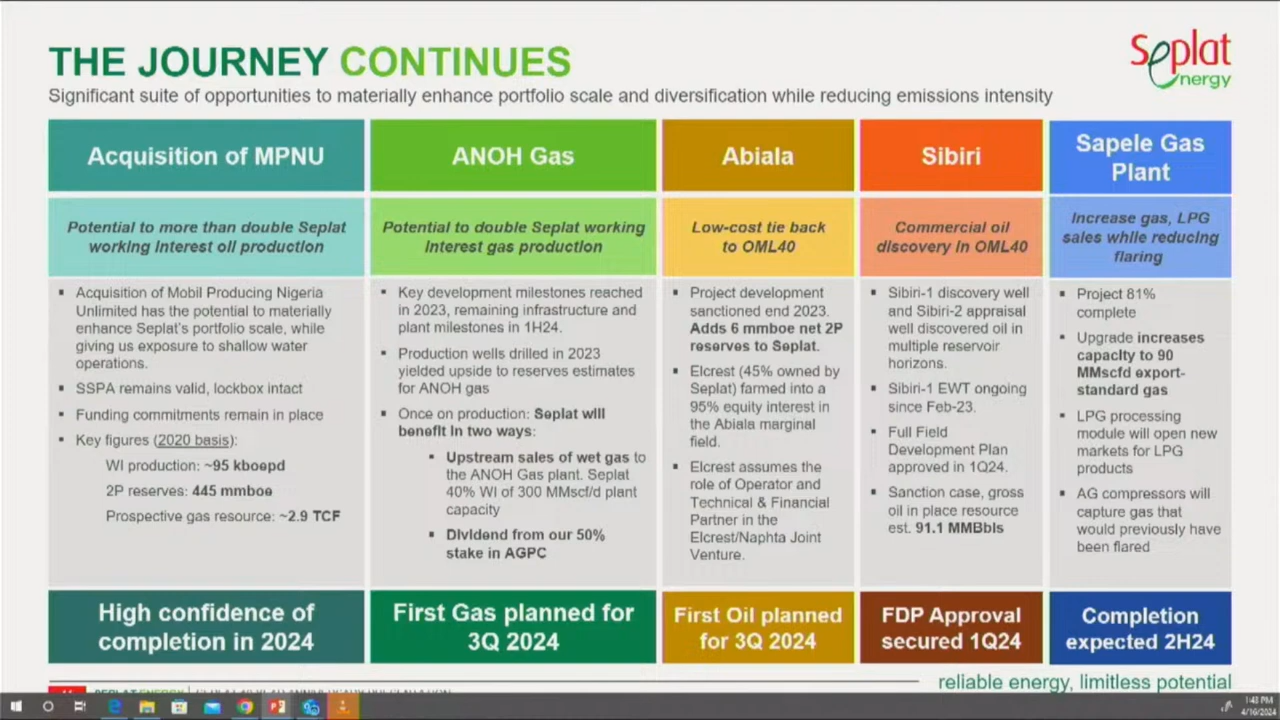 THE JOURNEY CONTINUES
Seplat
energy
Significant suite of opportunities to materially enhance portfolio scale and diversification while reducing emissions intensity
Acquisition of MPNU
Potential to more than double Seplat
working interest oil production
▪ Acquisition of Mobil Producing Nigeria
Unlimited has the potential to materially
enhance Seplat's portfolio scale, while
giving us exposure to shallow water
operations.
▪ SSPA remains valid, lockbox intact
▪ Funding commitments remain in place
▪ Key figures (2020 basis):
WI production: ~95 kboepd
2P reserves: 445 mmboe
Prospective gas resource: ~2.9 TCF
High confidence of
completion in 2024
ANOH Gas
Potential to double Seplat working
interest gas production
▪ Key development milestones reached
in 2023, remaining infrastructure and
plant milestones in 1H24.
▪ Production wells drilled in 2023
yielded upside to reserves estimates
for ANOH gas
▪ Once on production: Seplat will
benefit in two ways:
▪ Upstream sales of wet gas to
the ANOH Gas plant. Seplat
40% WI of 300 MMscf/d plant
capacity
▪ Dividend from our 50%
stake in AGPC
First Gas planned for
3Q 2024
Abiala
Low-cost tie back
to OML40
▪ Project development
sanctioned end 2023.
Adds 6 mmboe net 2P
reserves to Seplat.
▪ Elcrest (45% owned by
Seplat) farmed into a
95% equity interest in
the Abiala marginal
field.
▪ Elcrest assumes the
role of Operator and
Technical & Financial
Partner in the
Elcrest/Naphta Joint
Venture.
First Oil planned
for 3Q 2024
Sibiri
Commercial oil
discovery in OML40
▪ Sibiri-1 discovery well
and Sibiri-2 appraisal
well discovered oil in
multiple reservoir
horizons.
▪ Sibiri-1 EWT ongoing
since Feb-23.
▪ Full Field
Development Plan
approved in 1Q24.
▪ Sanction case, gross
oil in place resource
est. 91.1 MMBbls
FDP Approval
secured 1Q24
Sapele Gas
Plant
Increase gas, LPG
sales while reducing
flaring
▪ Project 81%
complete
▪ Upgrade increases
capacity to 90
MMscfd export-
standard gas
▪ LPG processing
module will open new
markets for LPG
products
▪ AG compressors will
capture gas that
would previously have
been flared
Completion
expected 2H24
reliable energy, limitless potential
SEPLAT ENERGY
1:43 PM
4/16/2024